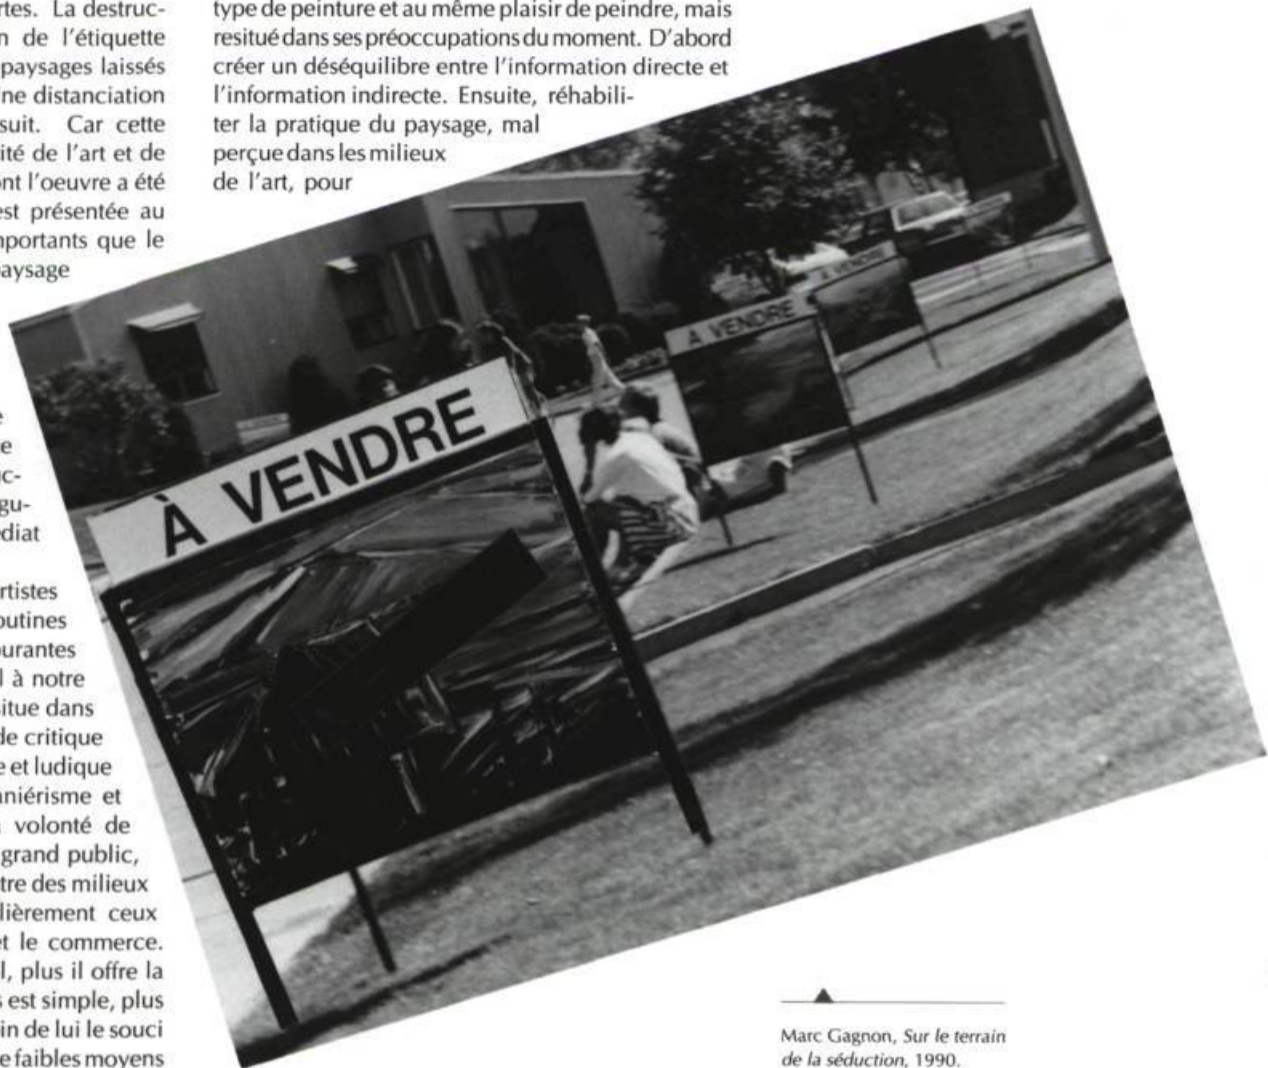 rtes. La destruc-
n de l'étiquette
paysages laissés
ne distanciation
suit. Car cette
ité de l'art et de
nt l'oeuvre a été
est présentée au
portants que le
aysage
e
e
uc-
gu-
diat
rtistes
outines
urantes
l à notre
itue dans
de critique
e et ludique
aniérisme et
volonté de
grand public,
tre des milieux
lièrement ceux
et le commerce.
l, plus il offre la
s est simple, plus
in de lui le souci
e faibles moyens
type de peinture et au même plaisir de peindre, mais
resitué dans ses préoccupations du moment. D'abord
créer un déséquilibre entre l'information directe et
l'information indirecte. Ensuite, réhabili-
ter la pratique du paysage, mal
perçue dans les milieux
de l'art, pour
À VENDRE
À VENDRE
À VENDRE
Marc Gagnon, Sur le terrain
de la séduction, 1990.